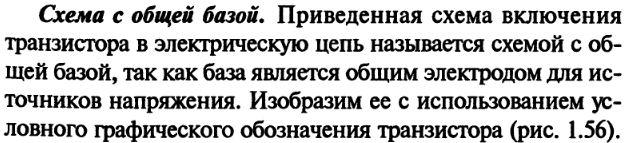 Схема с общей базой. Приведенная схема включения
транзистора в электрическую цепь называется схемой с об-
щей базой, так как база является общим электродом для ис-
точников напряжения. Изобразим ее с использованием ус-
ловного графического обозначения транзистора (рис. 1.56).